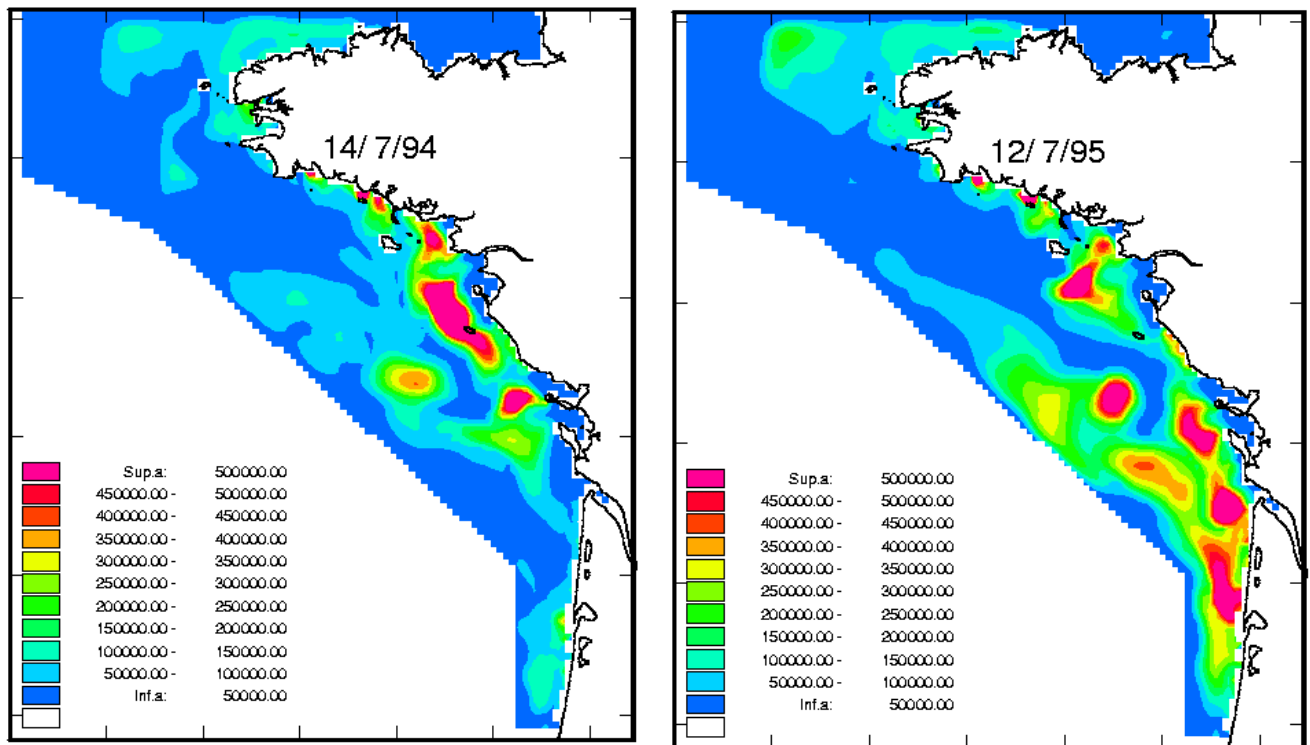 14/ 7/94
Sup.a: 500000.00
450000.00 - 500000.00
400000.00 - 450000.00
350000.00 - 400000.00
300000.00 - 350000.00
250000.00 - 300000.00
200000.00 - 250000.00
150000.00 - 200000.00
100000.00 - 150000.00
50000.00 - 100000.00
Inf.a: 50000.00
12/ 7/95
Sup.a: 500000.00
450000.00 - 500000.00
400000.00 - 450000.00
350000.00 - 400000.00
300000.00 - 350000.00
250000.00 - 300000.00
200000.00 - 250000.00
150000.00 - 200000.00
100000.00 - 150000.00
50000.00 - 100000.00
Inf.a: 50000.00